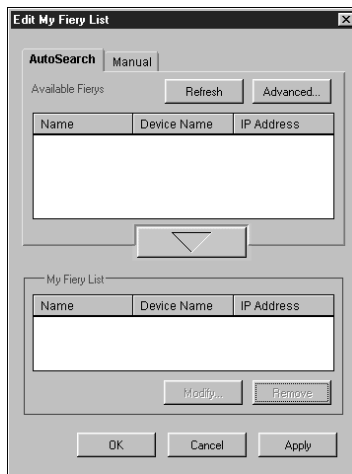 Edit My Fiery List
AutoSearch Manual
Available Fierys Refresh Advanced...
Name Device Name IP Address
My Fiery List
Name Device Name IP Address
Modify... Remove
OK Cancel Apply